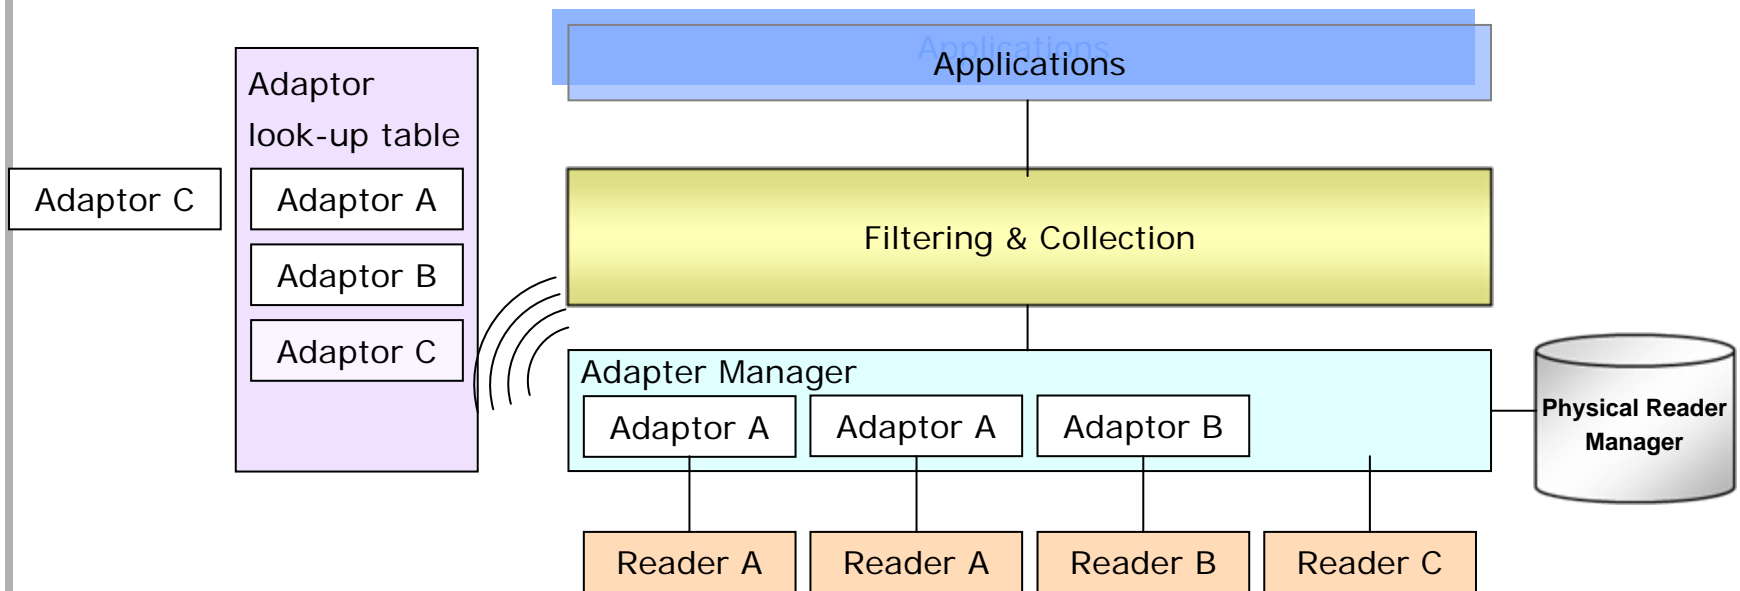 Applications
Applications
Adaptor
look-up table
Adaptor C
Adaptor A
Adaptor B
Adaptor C
Filtering & Collection
Adapter Manager
Adaptor A
Adaptor A
Adaptor B
Physical Reader
Manager
Reader A
Reader A
Reader B
Reader C